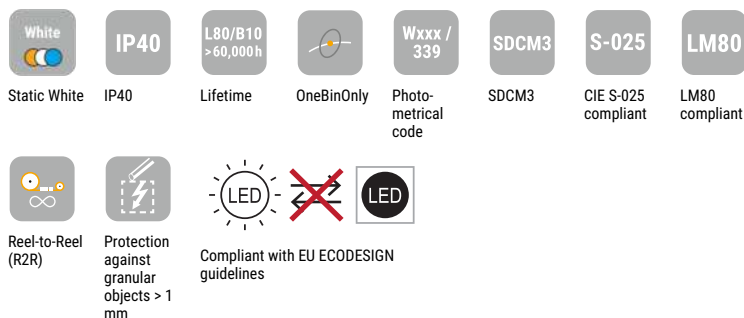 White
IP40
L80/B10
>60,000h
Wxxx /
339
SDCM3
S-025
LM80
Static White
IP40
Lifetime
OneBinOnly
Photo-
metrical
code
SDCM3
CIE S-025
compliant
LM80
compliant
Reel-to-Reel
(R2R)
Protection
against
granular
objects > 1
mm
LED
LED
Compliant with EU ECODESIGN
guidelines